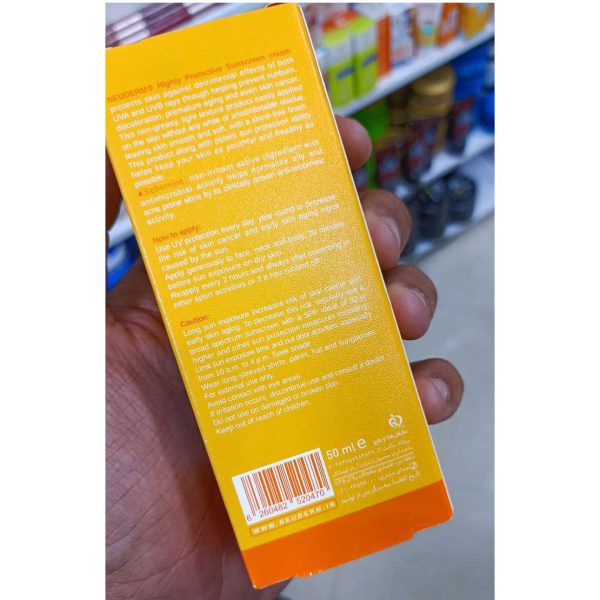 NEUDERM® Highly Protective Sunscreen cream
protects skin against detrimental effects of both
UVA and UVB rays through helping prevent sunburn,
discoloration, premature aging and even skin cancer.
This non-greasy, light texture product easily applied
on the skin without any white or uncomfortable residue,
leaving skin smooth and soft, with a shine-free finish.
This product along with potent sun protection ability
helps keep your skin as youthful and healthy as
possible.
non-irritant active ingredient with
antimicrobial activity helps normalize oily and
acne prone skins by its clinically proven anti-seborrheic
activity.
How to apply:
Use UV protection every day, year-round to decrease
the risk of skin cancer and early skin aging signs
caused by the sun.
Apply generously to face, neck and body, 20 minutes
before sun exposure on dry skin.
Reapply every 2 hours and always after swimming or
other sport activities or if it has rubbed off.
Caution:
Long sun exposure increases risk of skin cancer and
early skin aging. To decrease this risk, regularly use a
broad spectrum sunscreen with a SPF value of 30 or
higher and other sun protection measures including:
Limit sun exposure time and out door activities, especially
from 10 a.m. to 4 p.m. Seek shade.
Wear long-sleeved shirts, pants, hat and sunglasses.
For external use only.
Avoid contact with eye areas.
If irritation occurs, discontinue use and consult a doctor.
Do not use on damaged or broken skin.
Keep out of reach of children.
50 ml e
6 260482 520470
WWW.NEUDERM.IR
سازمان غذا و دارو